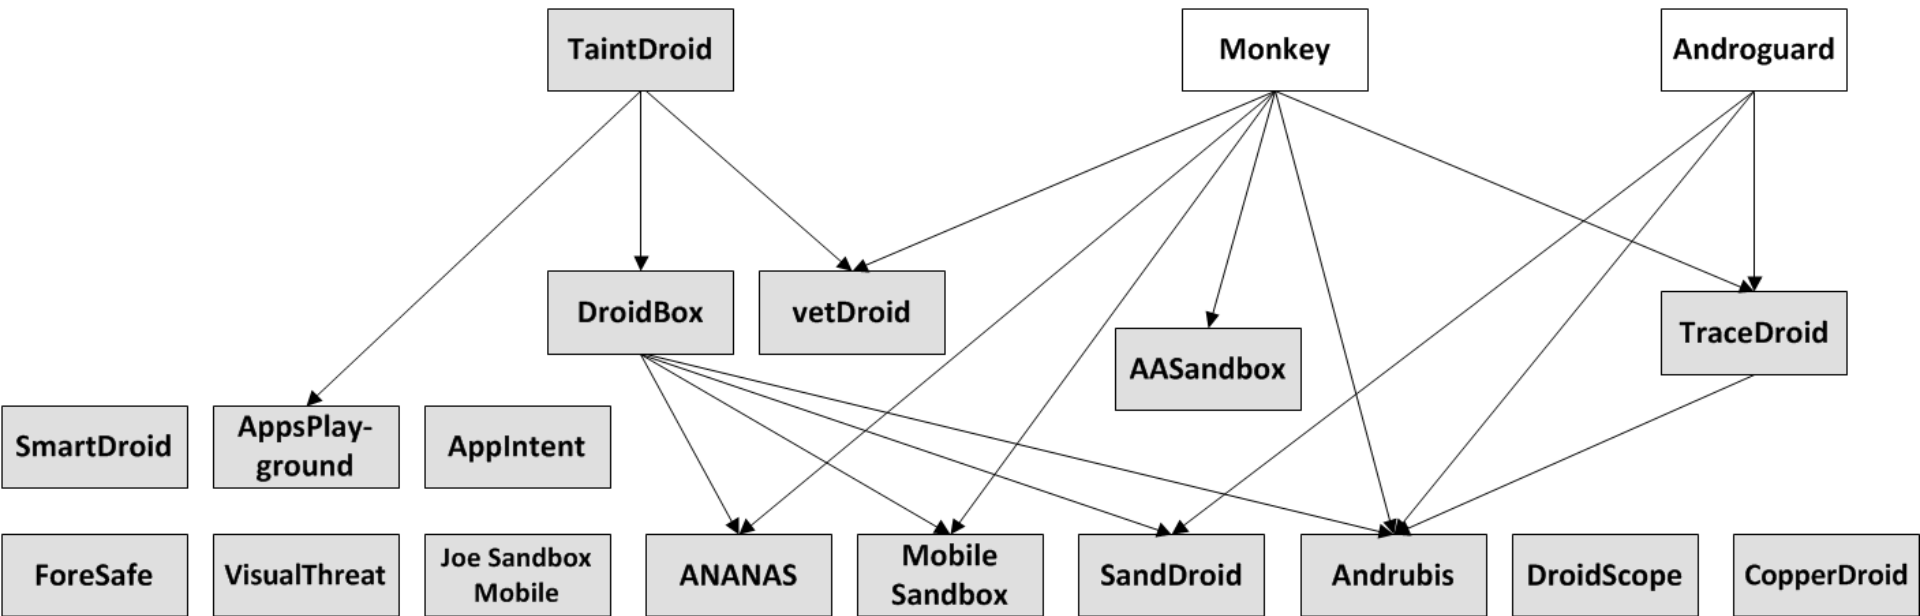 TaintDroid
Monkey
Androguard
DroidBox
vetDroid
TraceDroid
AASandbox
SmartDroid
AppsPlay-
ground
AppIntent
ForeSafe
VisualThreat
Joe Sandbox
Mobile
ANANAS
Mobile
Sandbox
SandDroid
Andrubis
DroidScope
CopperDroid